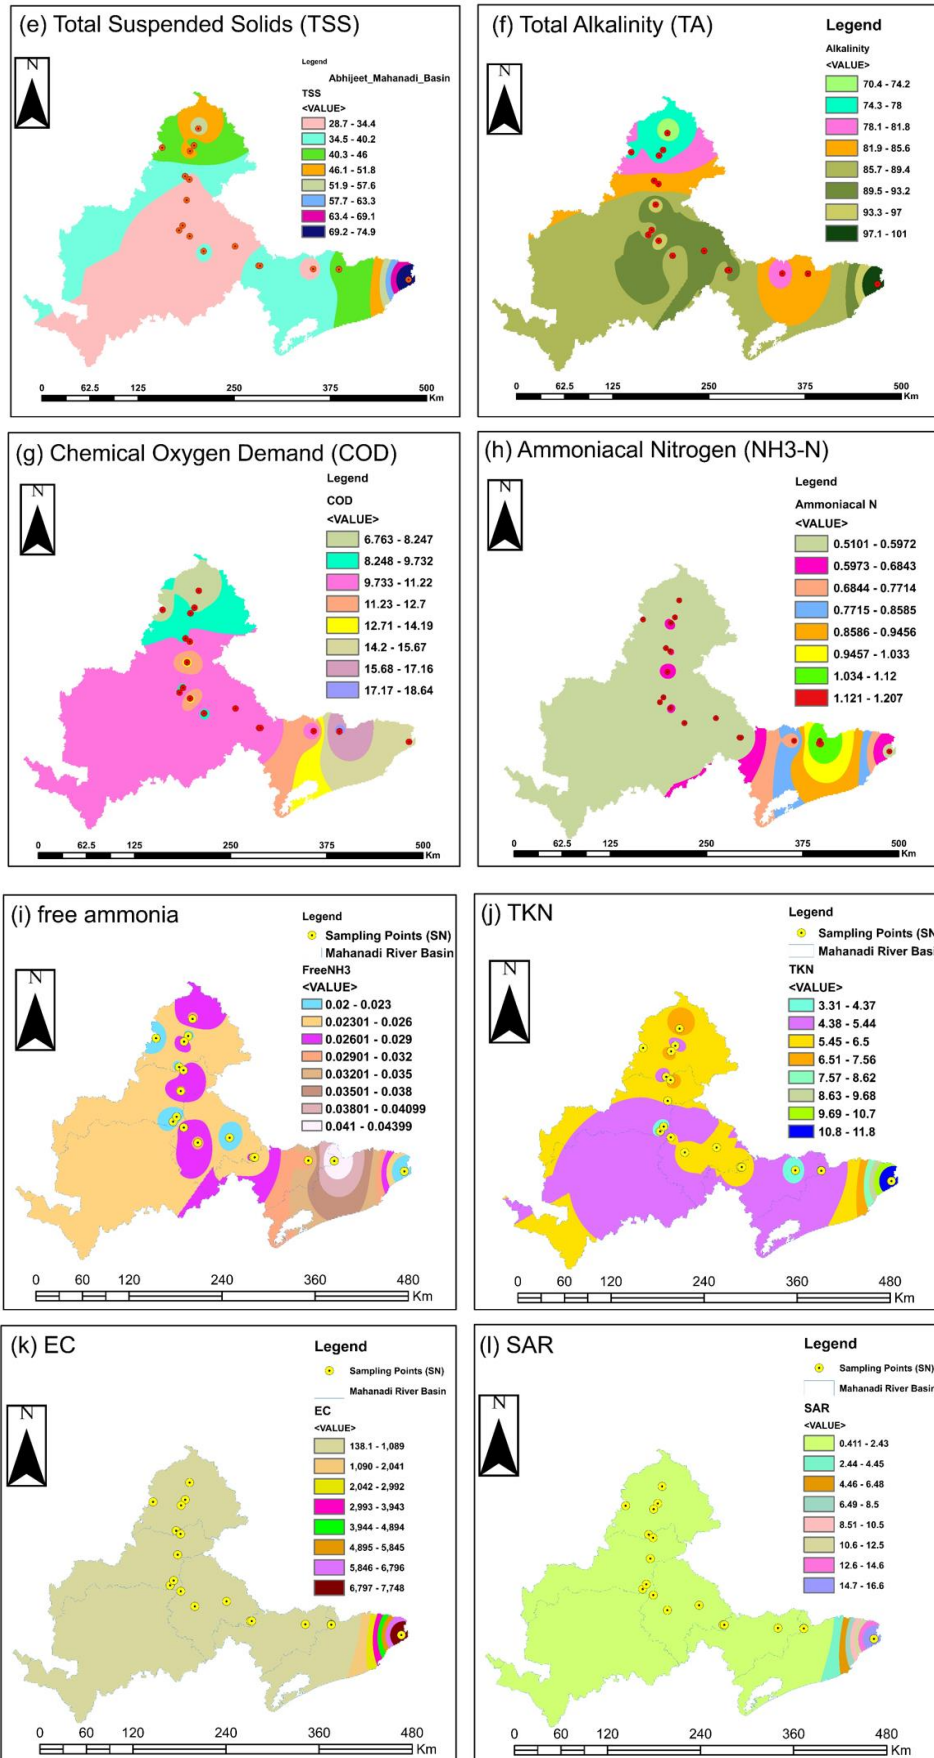 (e) Total Suspended Solids (TSS)
N
Legend
Abhijeet_Mahanadi_Basin
TSS
<VALUE>
28.7 - 34.4
34.5 - 40.2
40.3 - 46
46.1 - 51.8
51.9 - 57.6
57.7 - 63.3
63.4 - 69.1
69.2 - 74.9
0 62.5 125 250 375 500
Km
(f) Total Alkalinity (TA)
N
Legend
Alkalinity
<VALUE>
70.4 - 74.2
74.3 - 78
78.1 - 81.8
81.9 - 85.6
85.7 - 89.4
89.5 - 93.2
93.3 - 97
97.1 - 101
0 62.5 125 250 375 500
Km
(g) Chemical Oxygen Demand (COD)
N
Legend
COD
<VALUE>
6.763 - 8.247
8.248 - 9.732
9.733 - 11.22
11.23 - 12.7
12.71 - 14.19
14.2 - 15.67
15.68 - 17.16
17.17 - 18.64
0 62.5 125 250 375 500
Km
(h) Ammoniacal Nitrogen (NH3-N)
N
Legend
Ammoniacal N
<VALUE>
0.5101 - 0.5972
0.5973 - 0.6843
0.6844 - 0.7714
0.7715 - 0.8585
0.8586 - 0.9456
0.9457 - 1.033
1.034 - 1.12
1.121 - 1.207
0 62.5 125 250 375 500
Km
(i) free ammonia
N
Legend
Sampling Points (SN)
Mahanadi River Basin
FreeNH3
<VALUE>
0.02 - 0.023
0.02301 - 0.026
0.02601 - 0.029
0.02901 - 0.032
0.03201 - 0.035
0.03501 - 0.038
0.03801 - 0.04099
0.041 - 0.04399
0 60 120 240 360 480
Km
(j) TKN
N
Legend
Sampling Points (SN)
Mahanadi River Basin
TKN
<VALUE>
3.31 - 4.37
4.38 - 5.44
5.45 - 6.5
6.51 - 7.56
7.57 - 8.62
8.63 - 9.68
9.69 - 10.7
10.8 - 11.8
0 60 120 240 360 480
Km
(k) EC
N
Legend
Sampling Points (SN)
Mahanadi River Basin
EC
<VALUE>
138.1 - 1,089
1,090 - 2,041
2,042 - 2,992
2,993 - 3,943
3,944 - 4,894
4,895 - 5,845
5,846 - 6,796
6,797 - 7,748
0 60 120 240 360 480
Km
(l) SAR
N
Legend
Sampling Points (SN)
Mahanadi River Basin
SAR
<VALUE>
0.411 - 2.43
2.44 - 4.45
4.46 - 6.48
6.49 - 8.5
8.51 - 10.5
10.6 - 12.5
12.6 - 14.6
14.7 - 16.6
0 60 120 240 360 480
Km